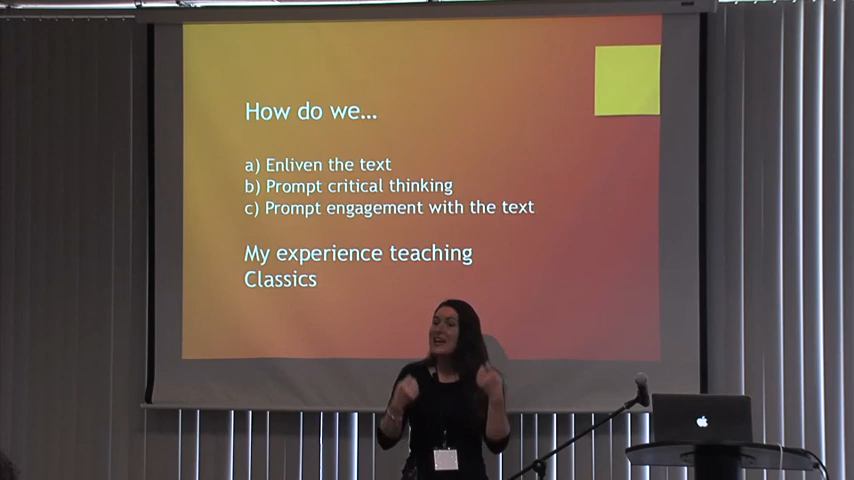 How do we…
a) Enliven the text
b) Prompt critical thinking
c) Prompt engagement with the text
My experience teaching
Classics